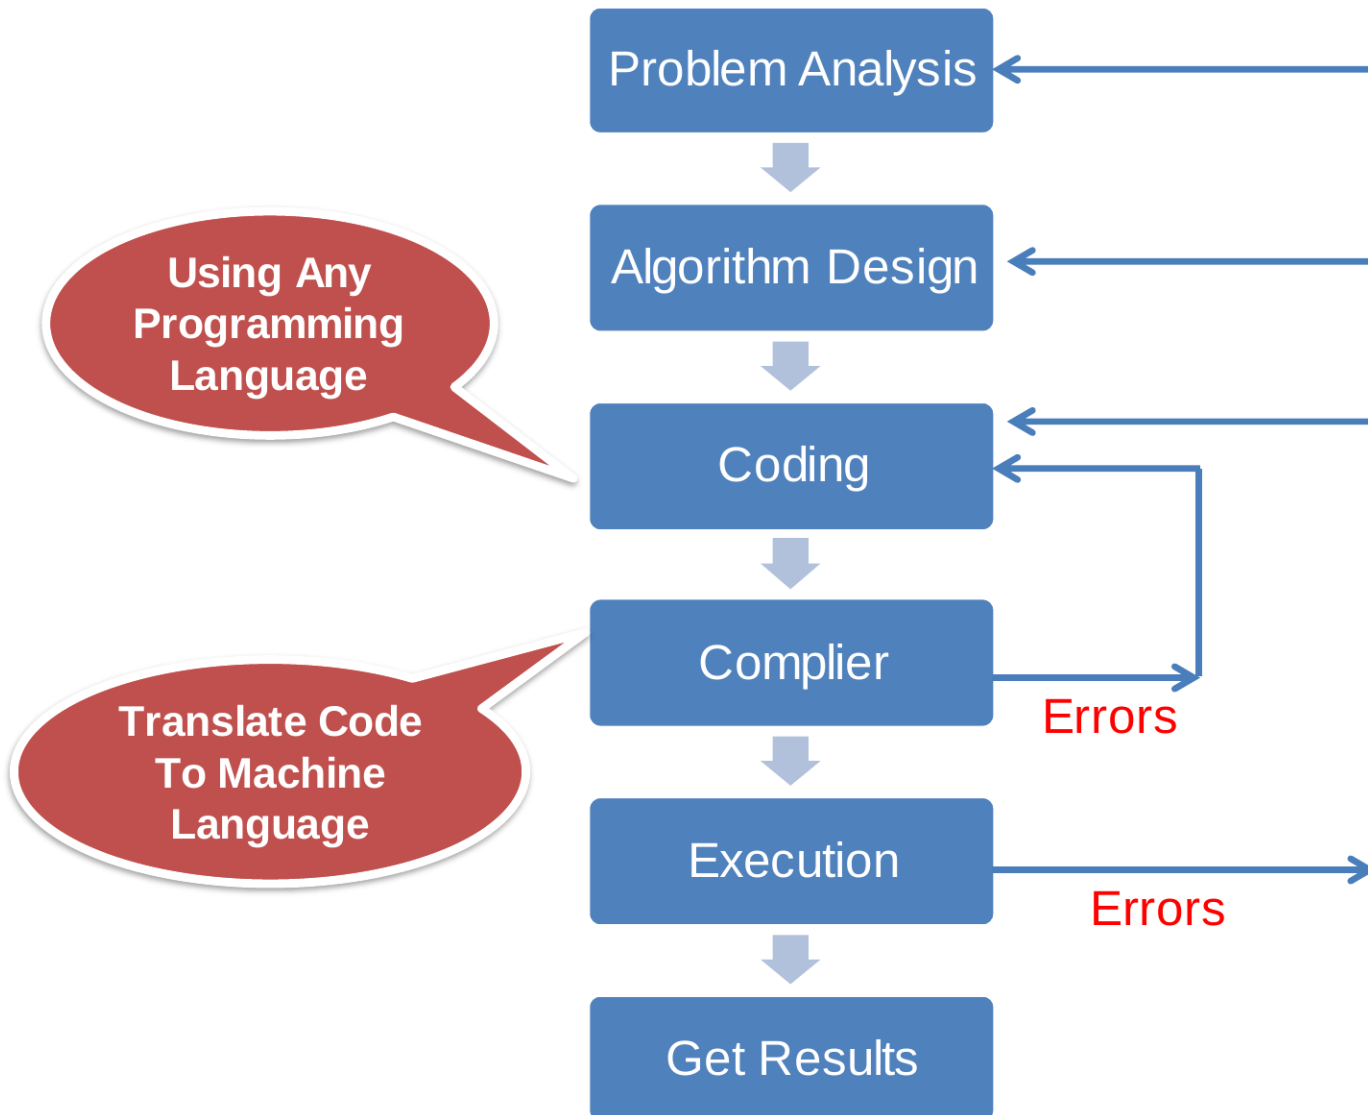 Problem Analysis
Algorithm Design
Using Any
Programming
Language
Coding
Complier
Errors
Translate Code
To Machine
Language
Execution
Errors
Get Results